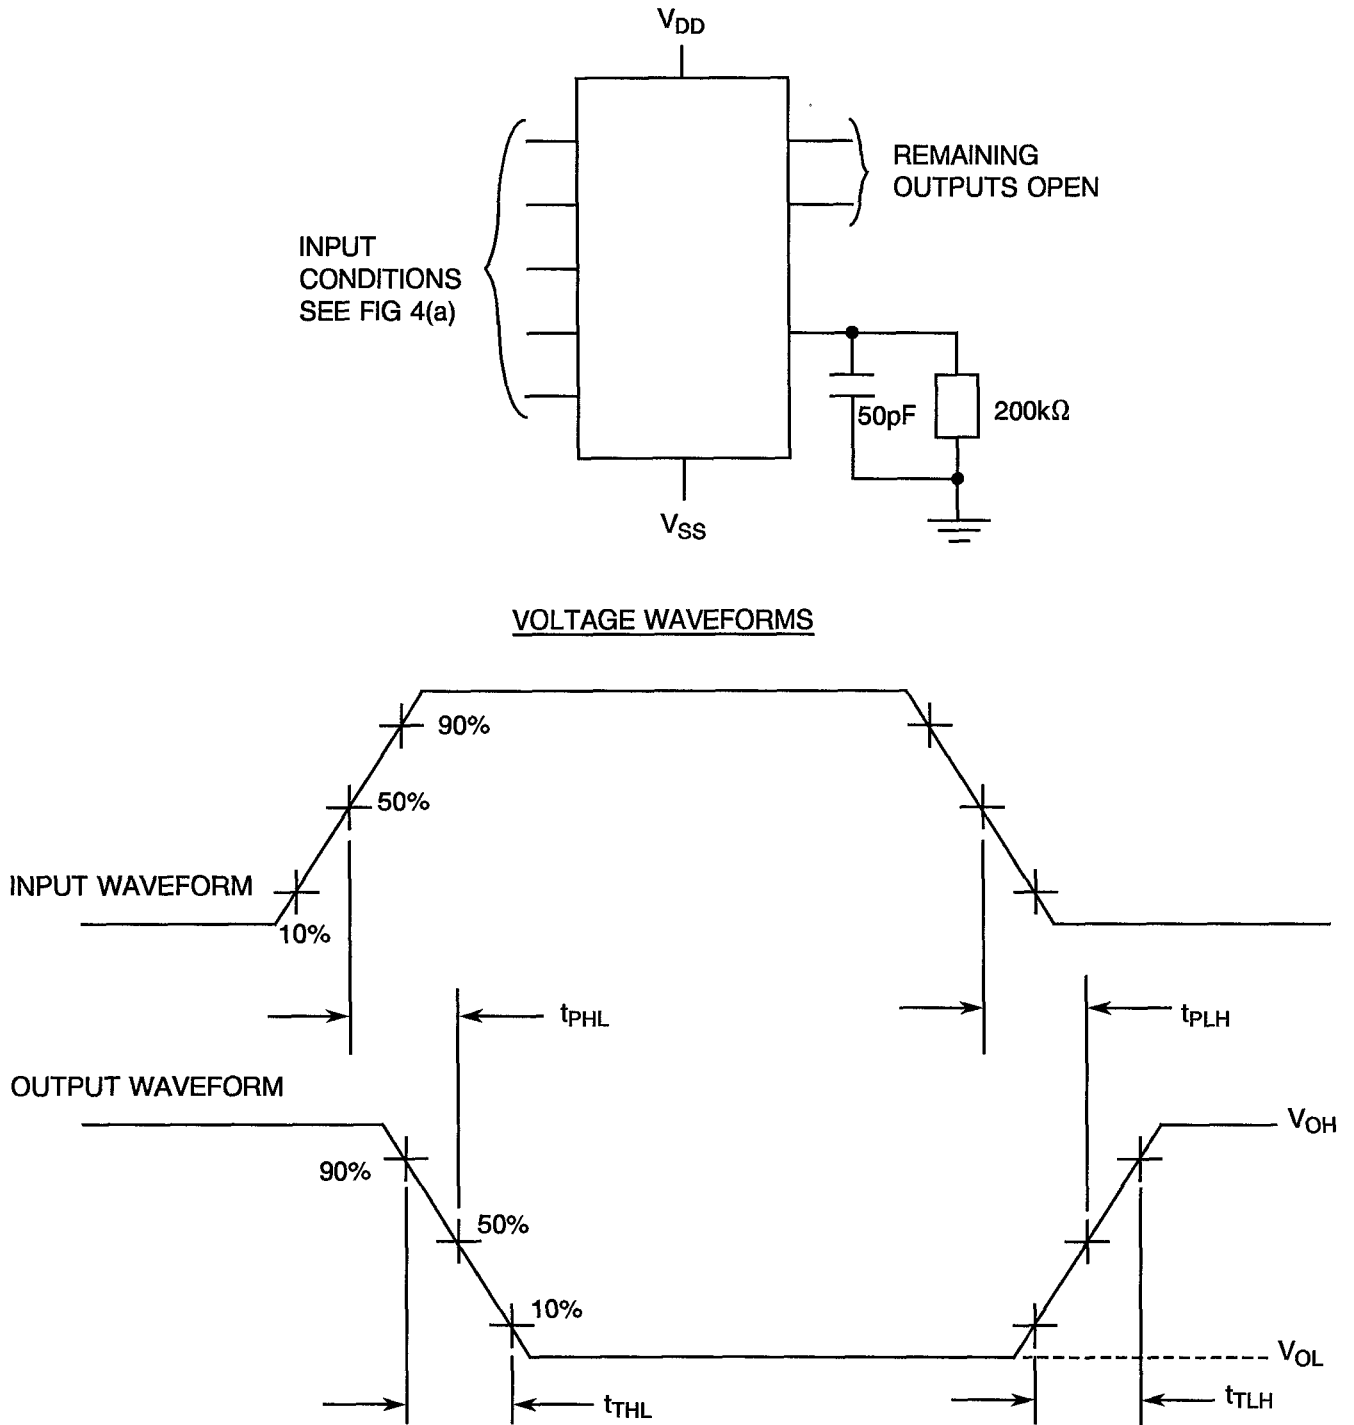 VDD
REMAINING
OUTPUTS OPEN
INPUT
CONDITIONS
SEE FIG 4(a)
50pF
200kΩ
VSS
VOLTAGE WAVEFORMS
90%
50%
INPUT WAVEFORM
10%
tPHL
tPLH
OUTPUT WAVEFORM
VOH
90%
50%
10%
VOL
tTHL
tTLH